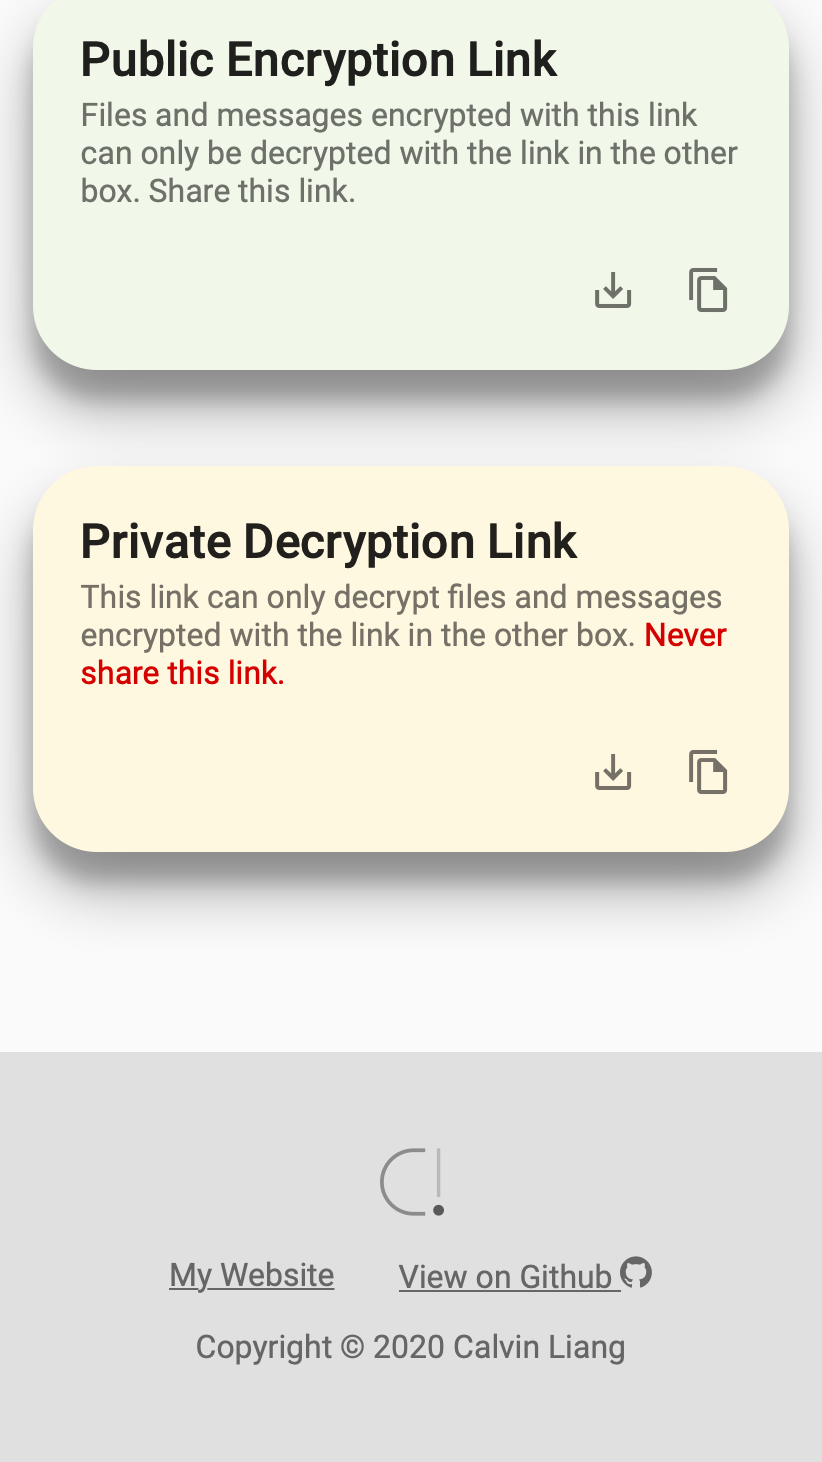 Public Encryption Link
Files and messages encrypted with this link
can only be decrypted with the link in the other
box. Share this link.
Private Decryption Link
This link can only decrypt files and messages
encrypted with the link in the other box. Never
share this link.
C!
My Website View on Github
Copyright © 2020 Calvin Liang